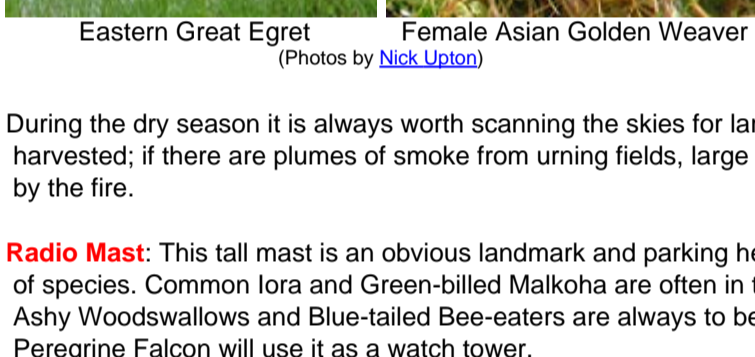 Eastern Great Egret
Female Asian Golden Weaver
(Photos by Nick Upton)
During the dry season it is always worth scanning the skies for
harvested; if there are plumes of smoke from urning fields, large
by the fire.
Radio Mast: This tall mast is an obvious landmark and parking
of species. Common Iora and Green-billed Malkoha are often in
Ashy Woodswallows and Blue-tailed Bee-eaters are always to
Peregrine Falcon will use it as a watch tower.